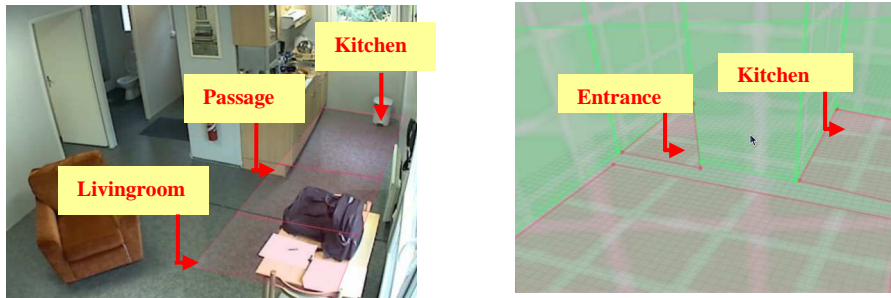 Kitchen
Passage
Livingroom
Kitchen
Entrance